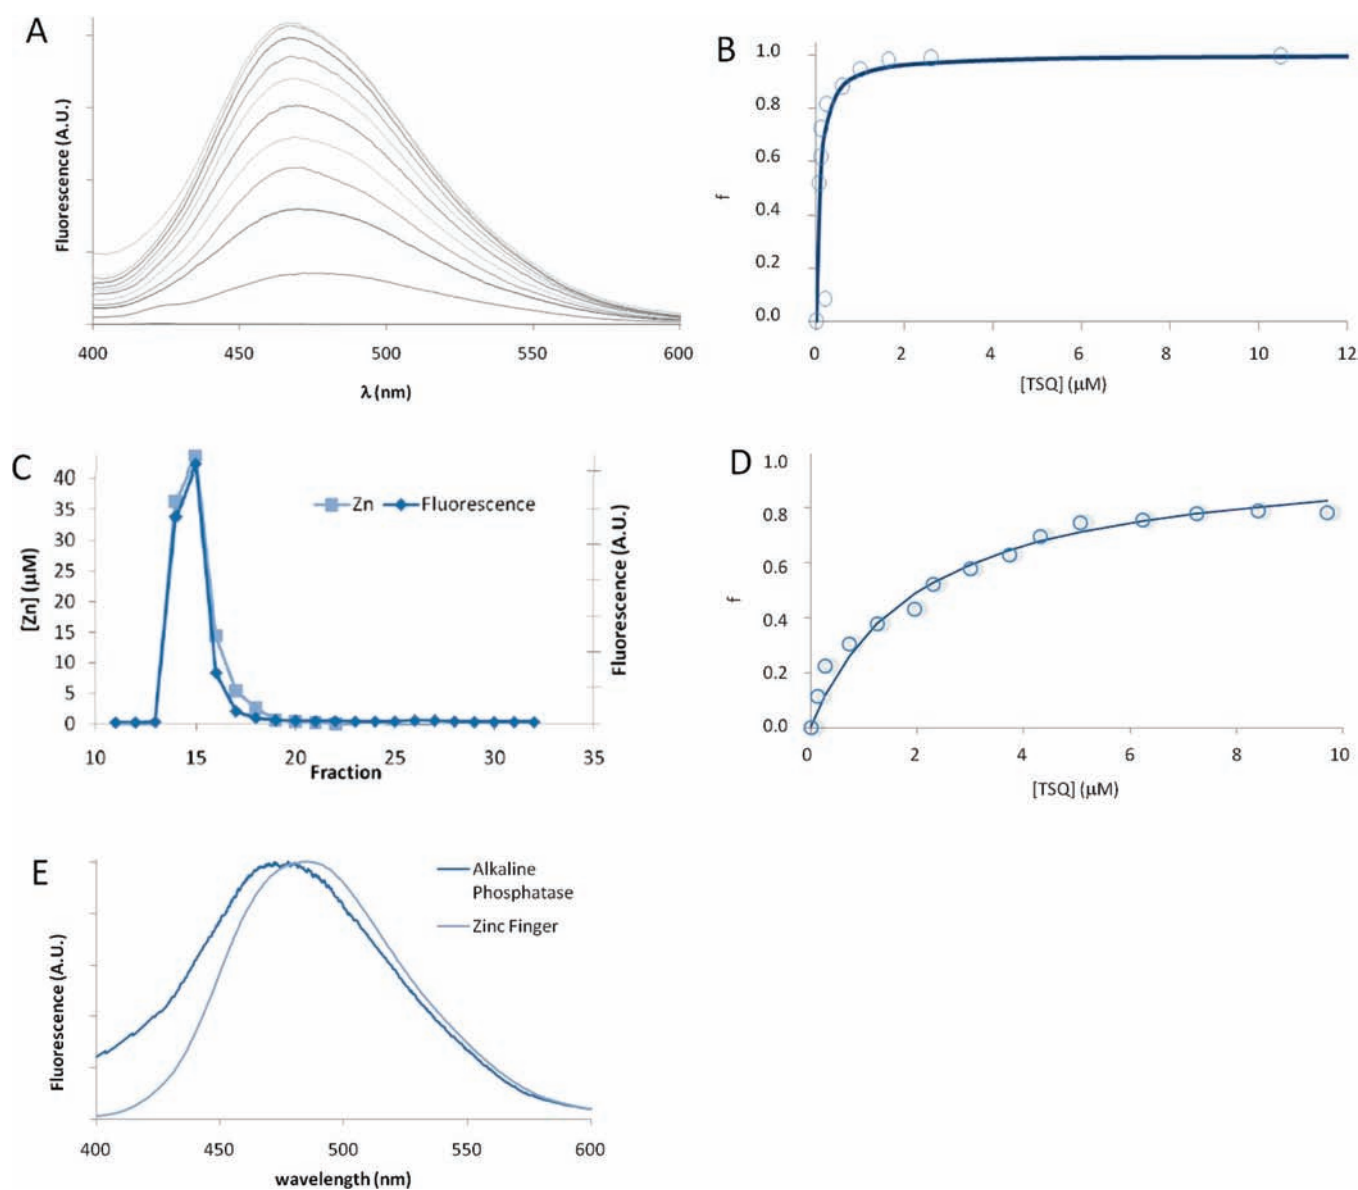 A
Fluorescence (A.U.)
400 450 500 550 600
λ (nm)
B
1.0
0.8
0.6
0.4
0.2
0.0
f
0 2 4 6 8 10 12
[TSQ] (μM)
C
40
35
30
25
20
15
10
5
0
[Zn] (μM)
Zn Fluorescence
Fluorescence (A.U.)
10 15 20 25 30 35
Fraction
D
1.0
0.8
0.6
0.4
0.2
0.0
f
0 2 4 6 8 10
[TSQ] (μM)
E
Fluorescence (A.U.)
Alkaline
Phosphatase
Zinc Finger
400 450 500 550 600
wavelength (nm)